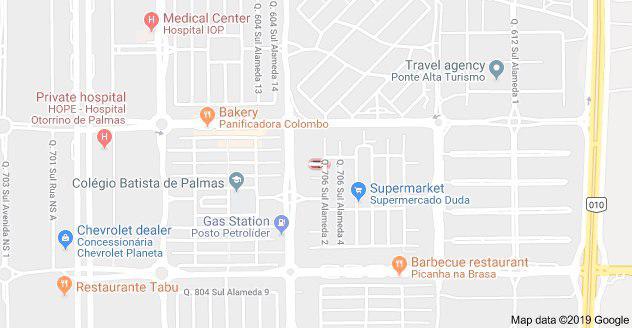 Medical Center
Hospital IOP
Q. 604 Sul Alameda 13
Q. 604 Sul Alameda 14
Q. 612 Sul Alameda 1
Travel agency
Ponte Alta Turismo
Private hospital
HOPE - Hospital
Otorrino de Palmas
Bakery
Panificadora Colombo
Q. 703 Sul Avenida NS 1
Q. 701 Sul Rua NS A
Colégio Batista de Palmas
Q. 706 Sul Alameda 2
Q. 706 Sul Alameda 4
Supermarket
Supermercado Duda
010
Gas Station
Posto Petrolíder
Chevrolet dealer
Concessionária
Chevrolet Planeta
Barbecue restaurant
Picanha na Brasa
Restaurante Tabu
Q. 804 Sul Alameda 9
Map data ©2019 Google